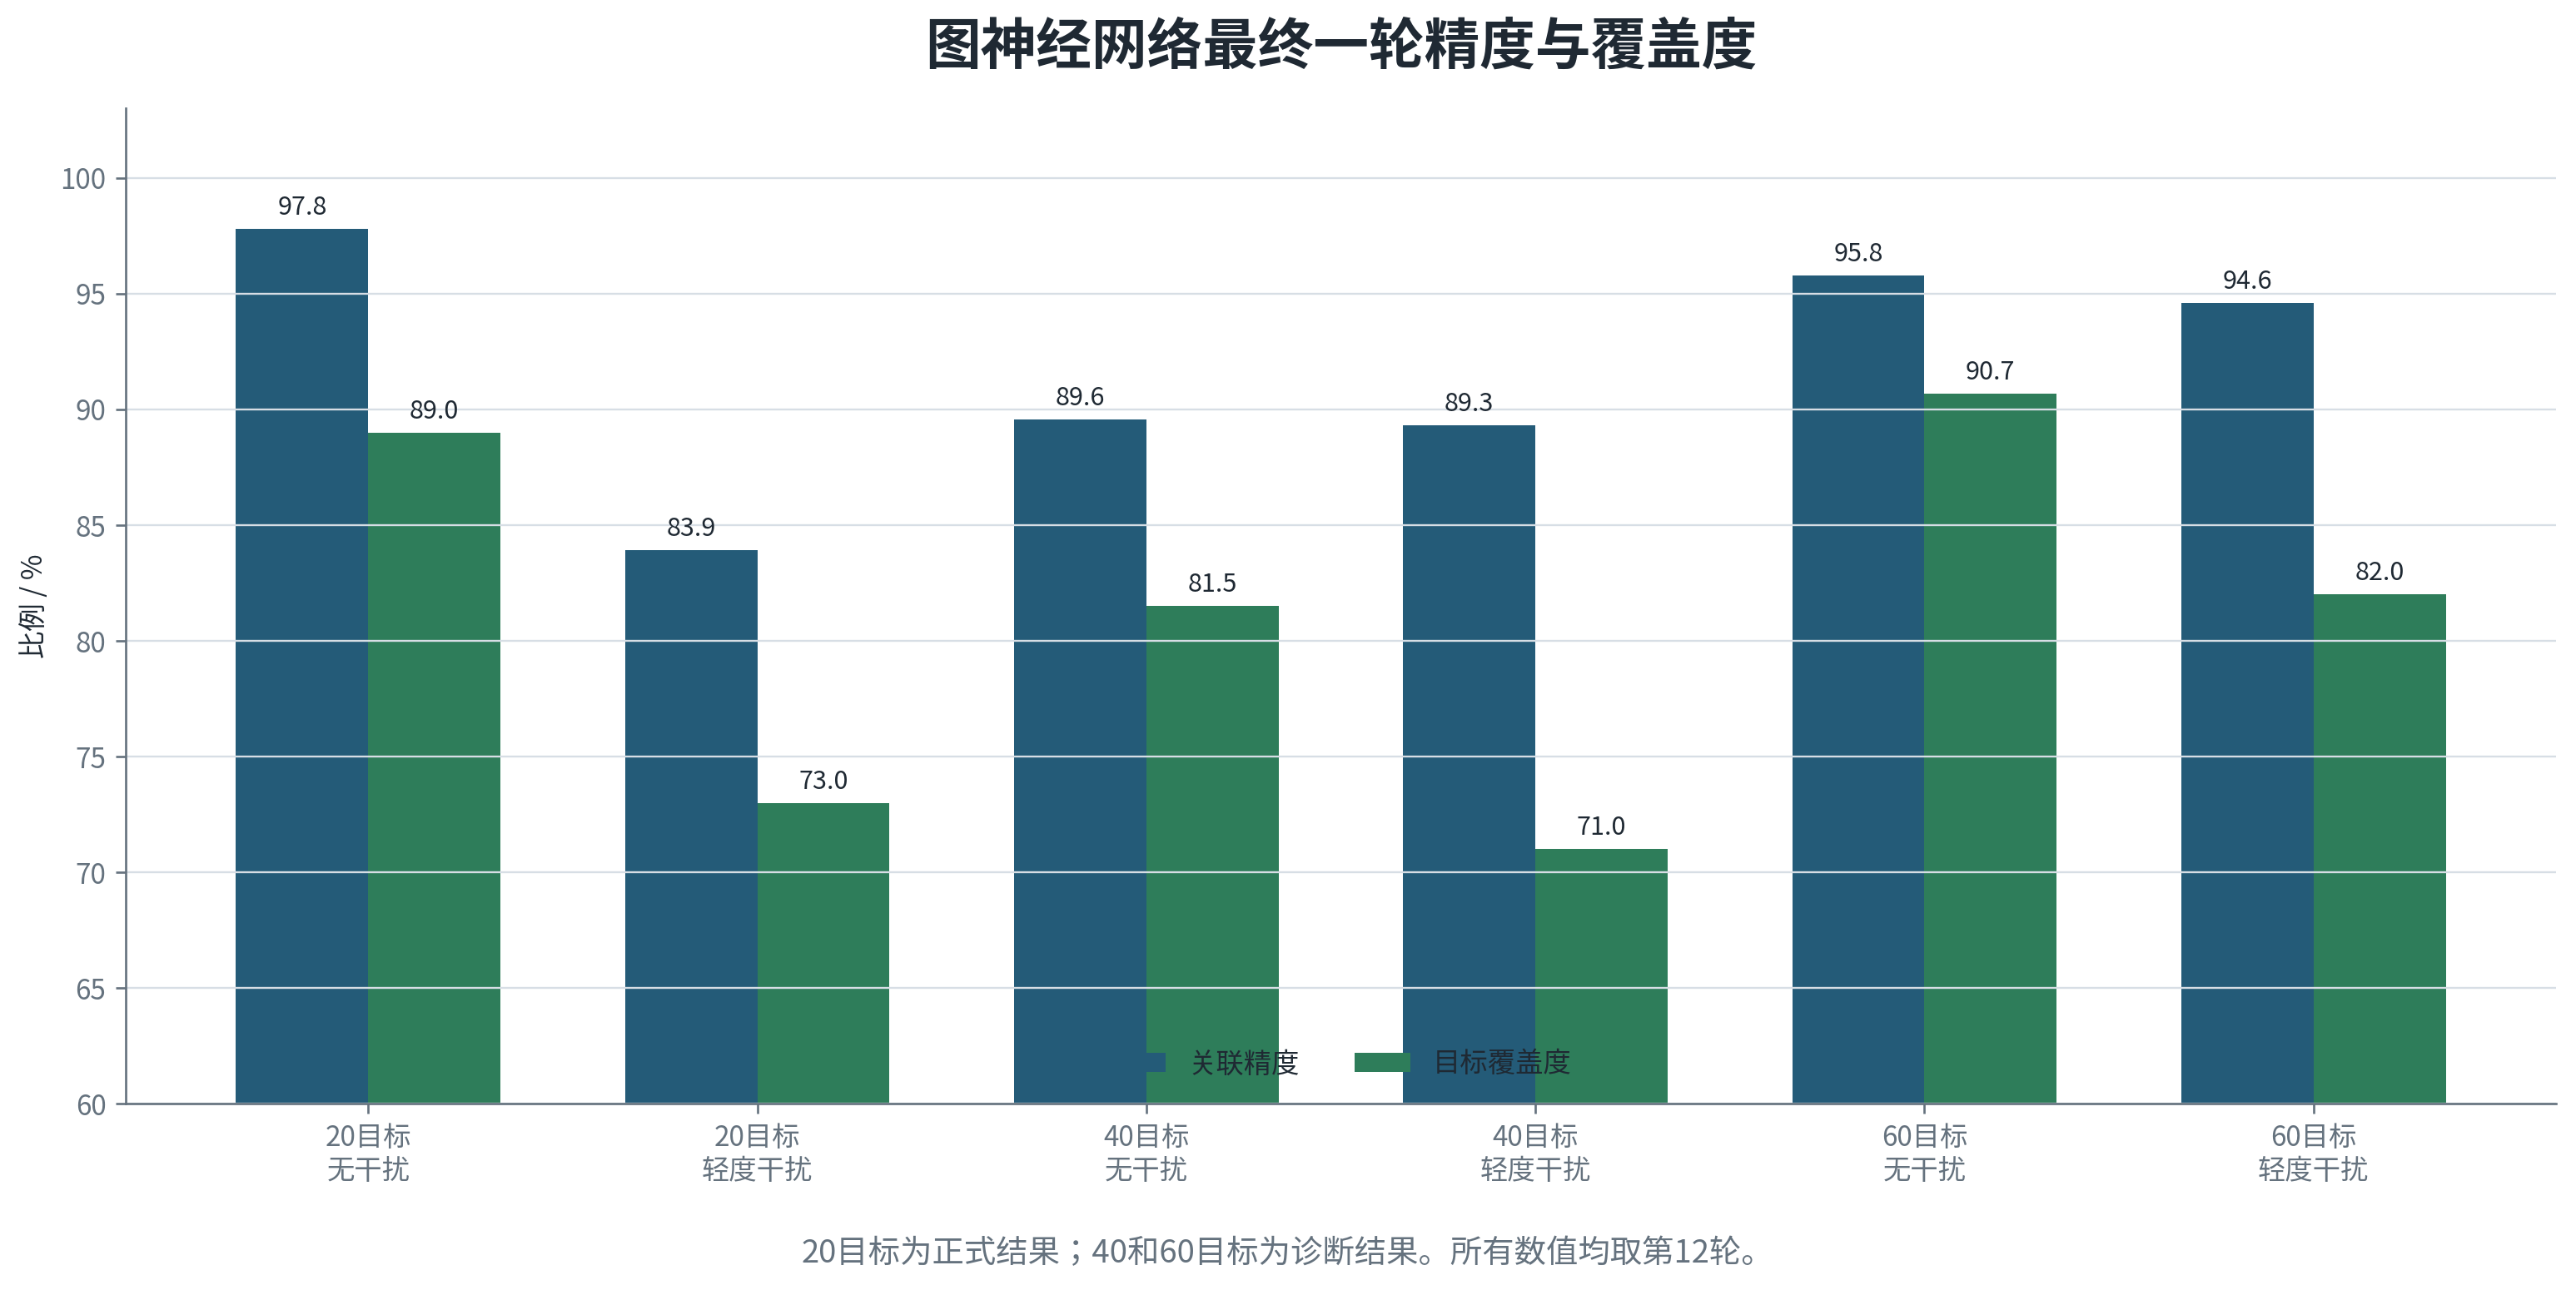 图神经网络最终一轮精度与覆盖度
比例 / %
100
95
90
85
80
75
70
65
60
97.8
89.0
83.9
73.0
89.6
81.5
89.3
71.0
95.8
90.7
94.6
82.0
关联精度
目标覆盖度
20目标
无干扰
20目标
轻度干扰
40目标
无干扰
40目标
轻度干扰
60目标
无干扰
60目标
轻度干扰
20目标为正式结果；40和60目标为诊断结果。所有数值均取第12轮。